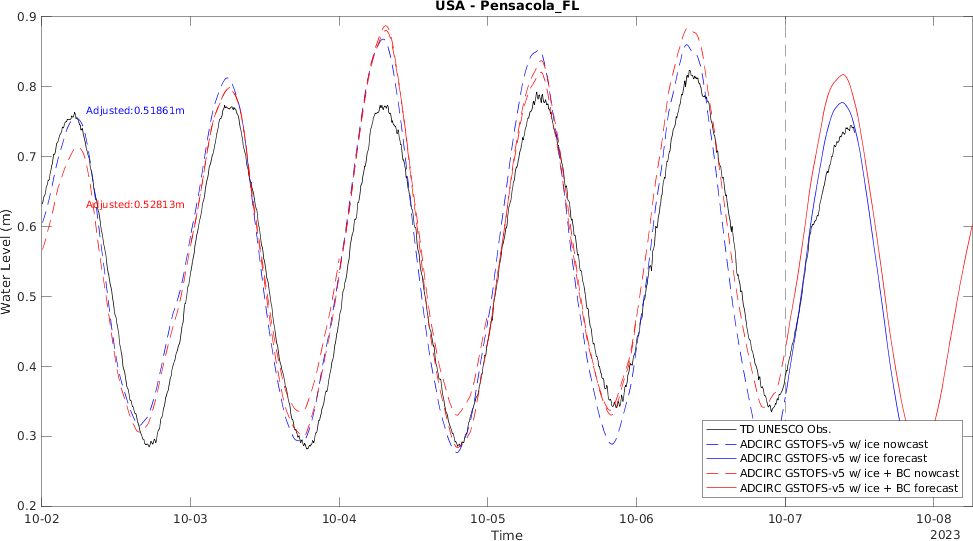 USA - Pensacola_FL
0.9
0.8
0.7
0.6
0.5
0.4
0.3
0.2
Water Level (m)
Adjusted:0.51861m
Adjusted:0.52813m
TD UNESCO Obs.
ADCIRC GSTOFS-v5 w/ ice nowcast
ADCIRC GSTOFS-v5 w/ ice forecast
ADCIRC GSTOFS-v5 w/ ice + BC nowcast
ADCIRC GSTOFS-v5 w/ ice + BC forecast
10-02 10-03 10-04 10-05 10-06 10-07 10-08
Time
2023